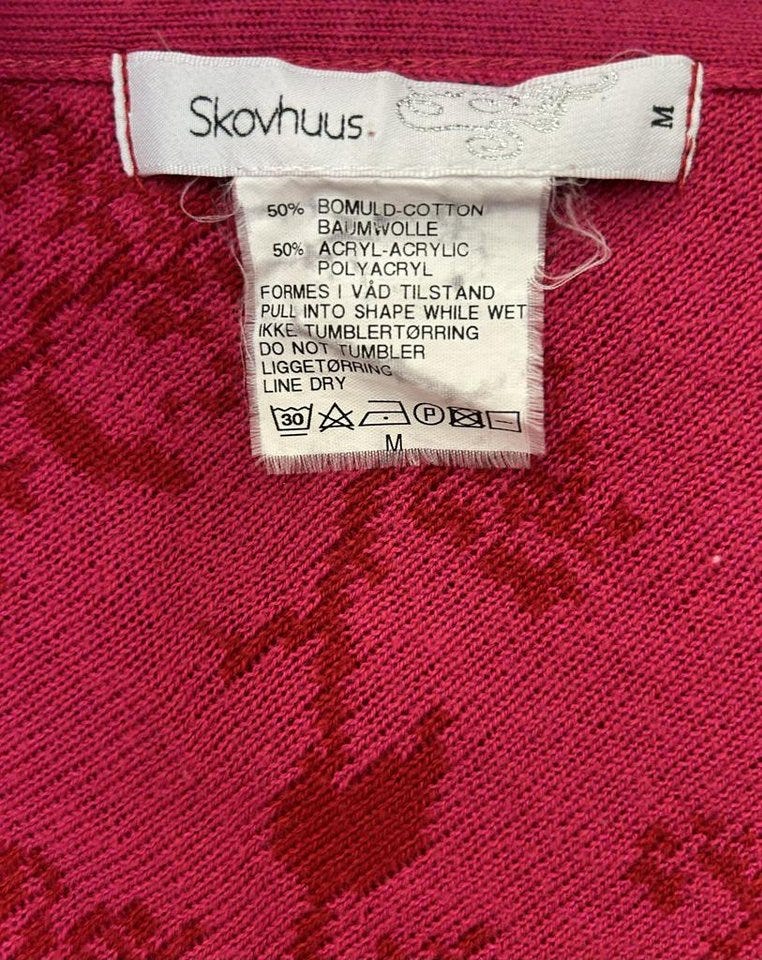 Skovhuus.
M
50% BOMULD-COTTON
BAUMWOLLE
50% ACRYL-ACRYLIC
POLYACRYL
FORMES I VÅD TILSTAND
PULL INTO SHAPE WHILE WET
IKKE TUMBLERTØRRING
DO NOT TUMBLER
LIGGETØRRING
LINE DRY
30 P
M